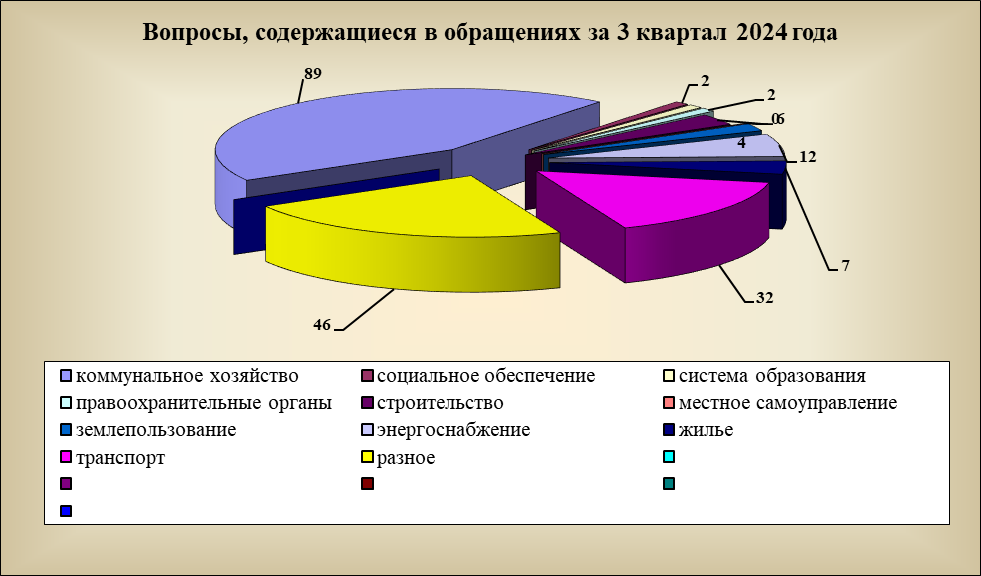 Вопросы, содержащиеся в обращениях за 3 квартал 2024 года
89
2
2
0
6
4
12
7
32
46
коммунальное хозяйство
социальное обеспечение
система образования
правоохранительные органы
строительство
местное самоуправление
землепользование
энергоснабжение
жилье
транспорт
разное